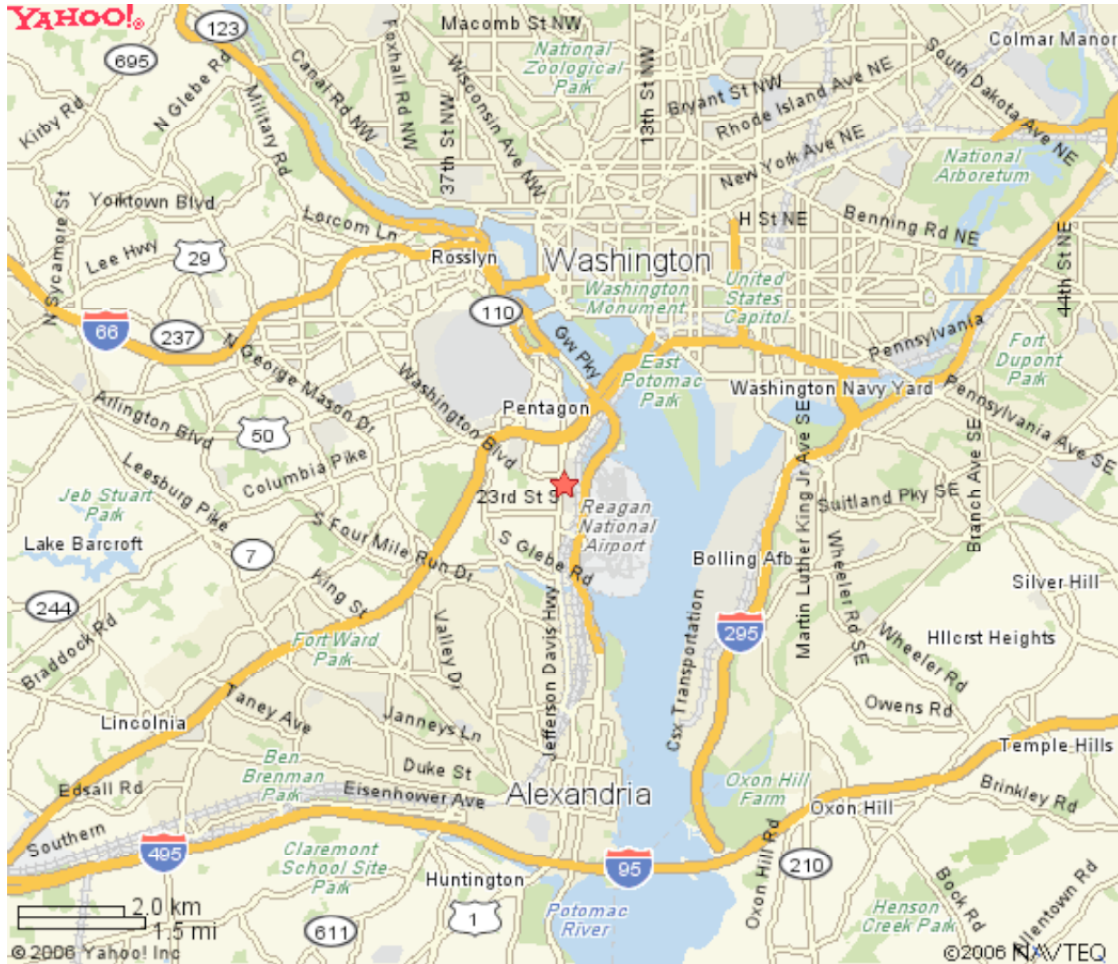 YAHOO!
123
Macomb St NW
Colmar Manor
695
N Glebe Rd
Canal Rd NW
Foxhall Rd NW
Wisconsin Ave NW
National
Zoological
Park
13th St NW
South Dakota Ave NE
Kirby Rd
Military Rd
37th St NW
Bryant St NW
Rhode Island Ave NE
New York Ave NE
National
Arboretum
N Sycamore St
Yorktown Blvd
Lorcom Ln
H St NE
Benning Rd NE
Lee Hwy
29
Rosslyn
Washington
Washington
Monument
United
States
Capitol
44th St NE
66
237
110
Gw Pky
Pennsylvania
Fort
Dupont
Park
N George Mason Dr
Washington Blvd
East
Potomac
Park
Washington Navy Yard
Pennsylvania Ave SE
Arlington Blvd
50
Pentagon
Columbia Pike
Leesburg Pike
Martin Luther King Jr Ave SE
Branch Ave SE
Jeb Stuart
Park
23rd St S
Reagan
National
Airport
Suitland Pky SE
Lake Barcroft
7
S Four Mile Run Dr
S Glebe Rd
Bolling Afb
Wheeler Rd SE
Silver Hill
244
King St
Jefferson Davis Hwy
Csx Transportation
295
Wheeler Rd
Hllcrst Heights
Braddock Rd
Fort Ward
Park
Valley Dr
Owens Rd
Lincolnia
Taney Ave
Janneys Ln
Temple Hills
Ben
Brenman
Park
Duke St
Oxon Hill
Farm
Edsall Rd
Eisenhower Ave
Alexandria
Oxon Hill
Brinkley Rd
Southern
495
Claremont
School Site
Park
Huntington
95
Oxon Hill Rd
210
2.0 km
1.5 mi
1
611
Potomac
River
Henson
Creek Park
Bock Rd
Allentown Rd
©2006 Yahoo! Inc
©2006 NAVTEQ